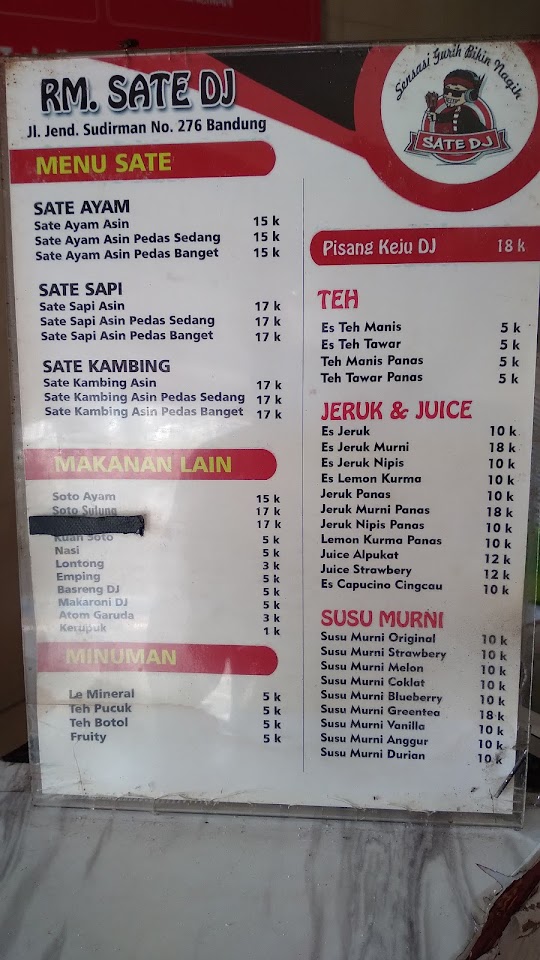 RM. SATE DJ
Jl. Jend. Sudirman No. 276 Bandung
Sensasi Gurih Bikin Nagih
SATE DJ
MENU SATE
SATE AYAM
Sate Ayam Asin 15 k
Sate Ayam Asin Pedas Sedang 15 k
Sate Ayam Asin Pedas Banget 15 k
SATE SAPI
Sate Sapi Asin 17 k
Sate Sapi Asin Pedas Sedang 17 k
Sate Sapi Asin Pedas Banget 17 k
SATE KAMBING
Sate Kambing Asin 17 k
Sate Kambing Asin Pedas Sedang 17 k
Sate Kambing Asin Pedas Banget 17 k
MAKANAN LAIN
Soto Ayam 15 k
Soto Sulung 17 k
17 k
Kuah Soto 5 k
Nasi 5 k
Lontong 3 k
Emping 5 k
Basreng DJ 5 k
Makaroni DJ 5 k
Atom Garuda 3 k
Kerupuk 1 k
MINUMAN
Le Mineral 5 k
Teh Pucuk 5 k
Teh Botol 5 k
Fruity 5 k
Pisang Keju DJ 18 k
TEH
Es Teh Manis 5 k
Es Teh Tawar 5 k
Teh Manis Panas 5 k
Teh Tawar Panas 5 k
JERUK & JUICE
Es Jeruk 10 k
Es Jeruk Murni 18 k
Es Jeruk Nipis 10 k
Es Lemon Kurma 10 k
Jeruk Panas 10 k
Jeruk Murni Panas 18 k
Jeruk Nipis Panas 10 k
Lemon Kurma Panas 10 k
Juice Alpukat 12 k
Juice Strawbery 12 k
Es Capucino Cingcau 10 k
SUSU MURNI
Susu Murni Original 10 k
Susu Murni Strawbery 10 k
Susu Murni Melon 10 k
Susu Murni Coklat 10 k
Susu Murni Blueberry 10 k
Susu Murni Greentea 18 k
Susu Murni Vanilla 10 k
Susu Murni Anggur 10 k
Susu Murni Durian 10 k